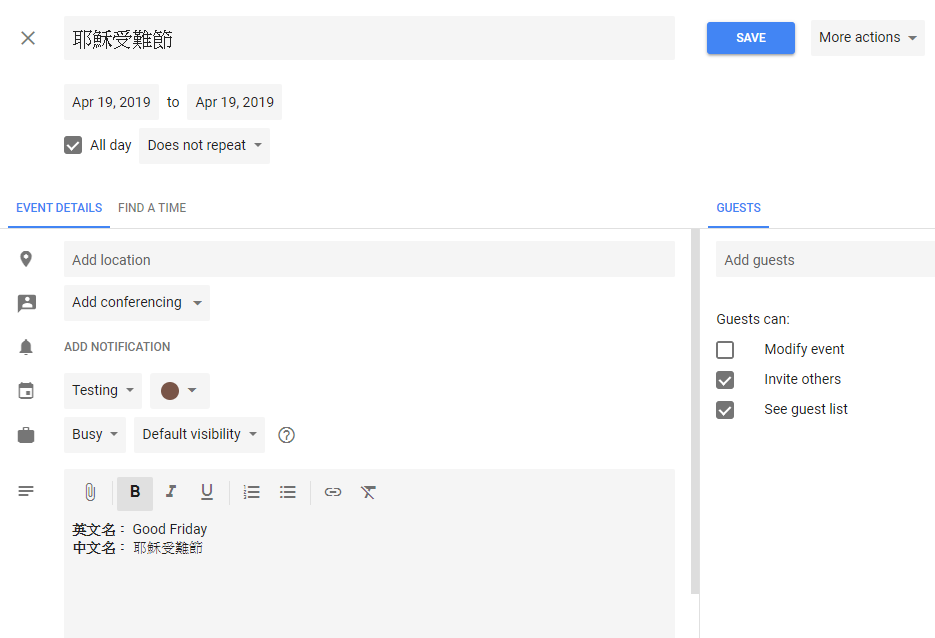 耶穌受難節
SAVE
More actions
Apr 19, 2019 to Apr 19, 2019
All day Does not repeat
EVENT DETAILS FIND A TIME
GUESTS
Add location
Add guests
Add conferencing
Guests can:
ADD NOTIFICATION
Modify event
Testing
Invite others
Busy Default visibility ?
See guest list
B I U
英文名： Good Friday
中文名： 耶穌受難節